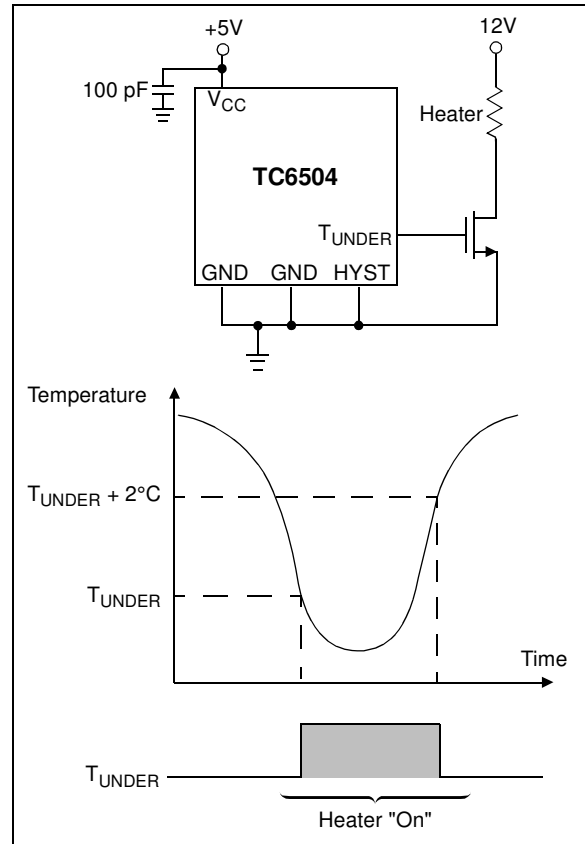 +5V
12V
100 pF
VCC
Heater
TC6504
TUNDER
GND GND HYST
Temperature
TUNDER + 2°C
TUNDER
Time
TUNDER
Heater "On"